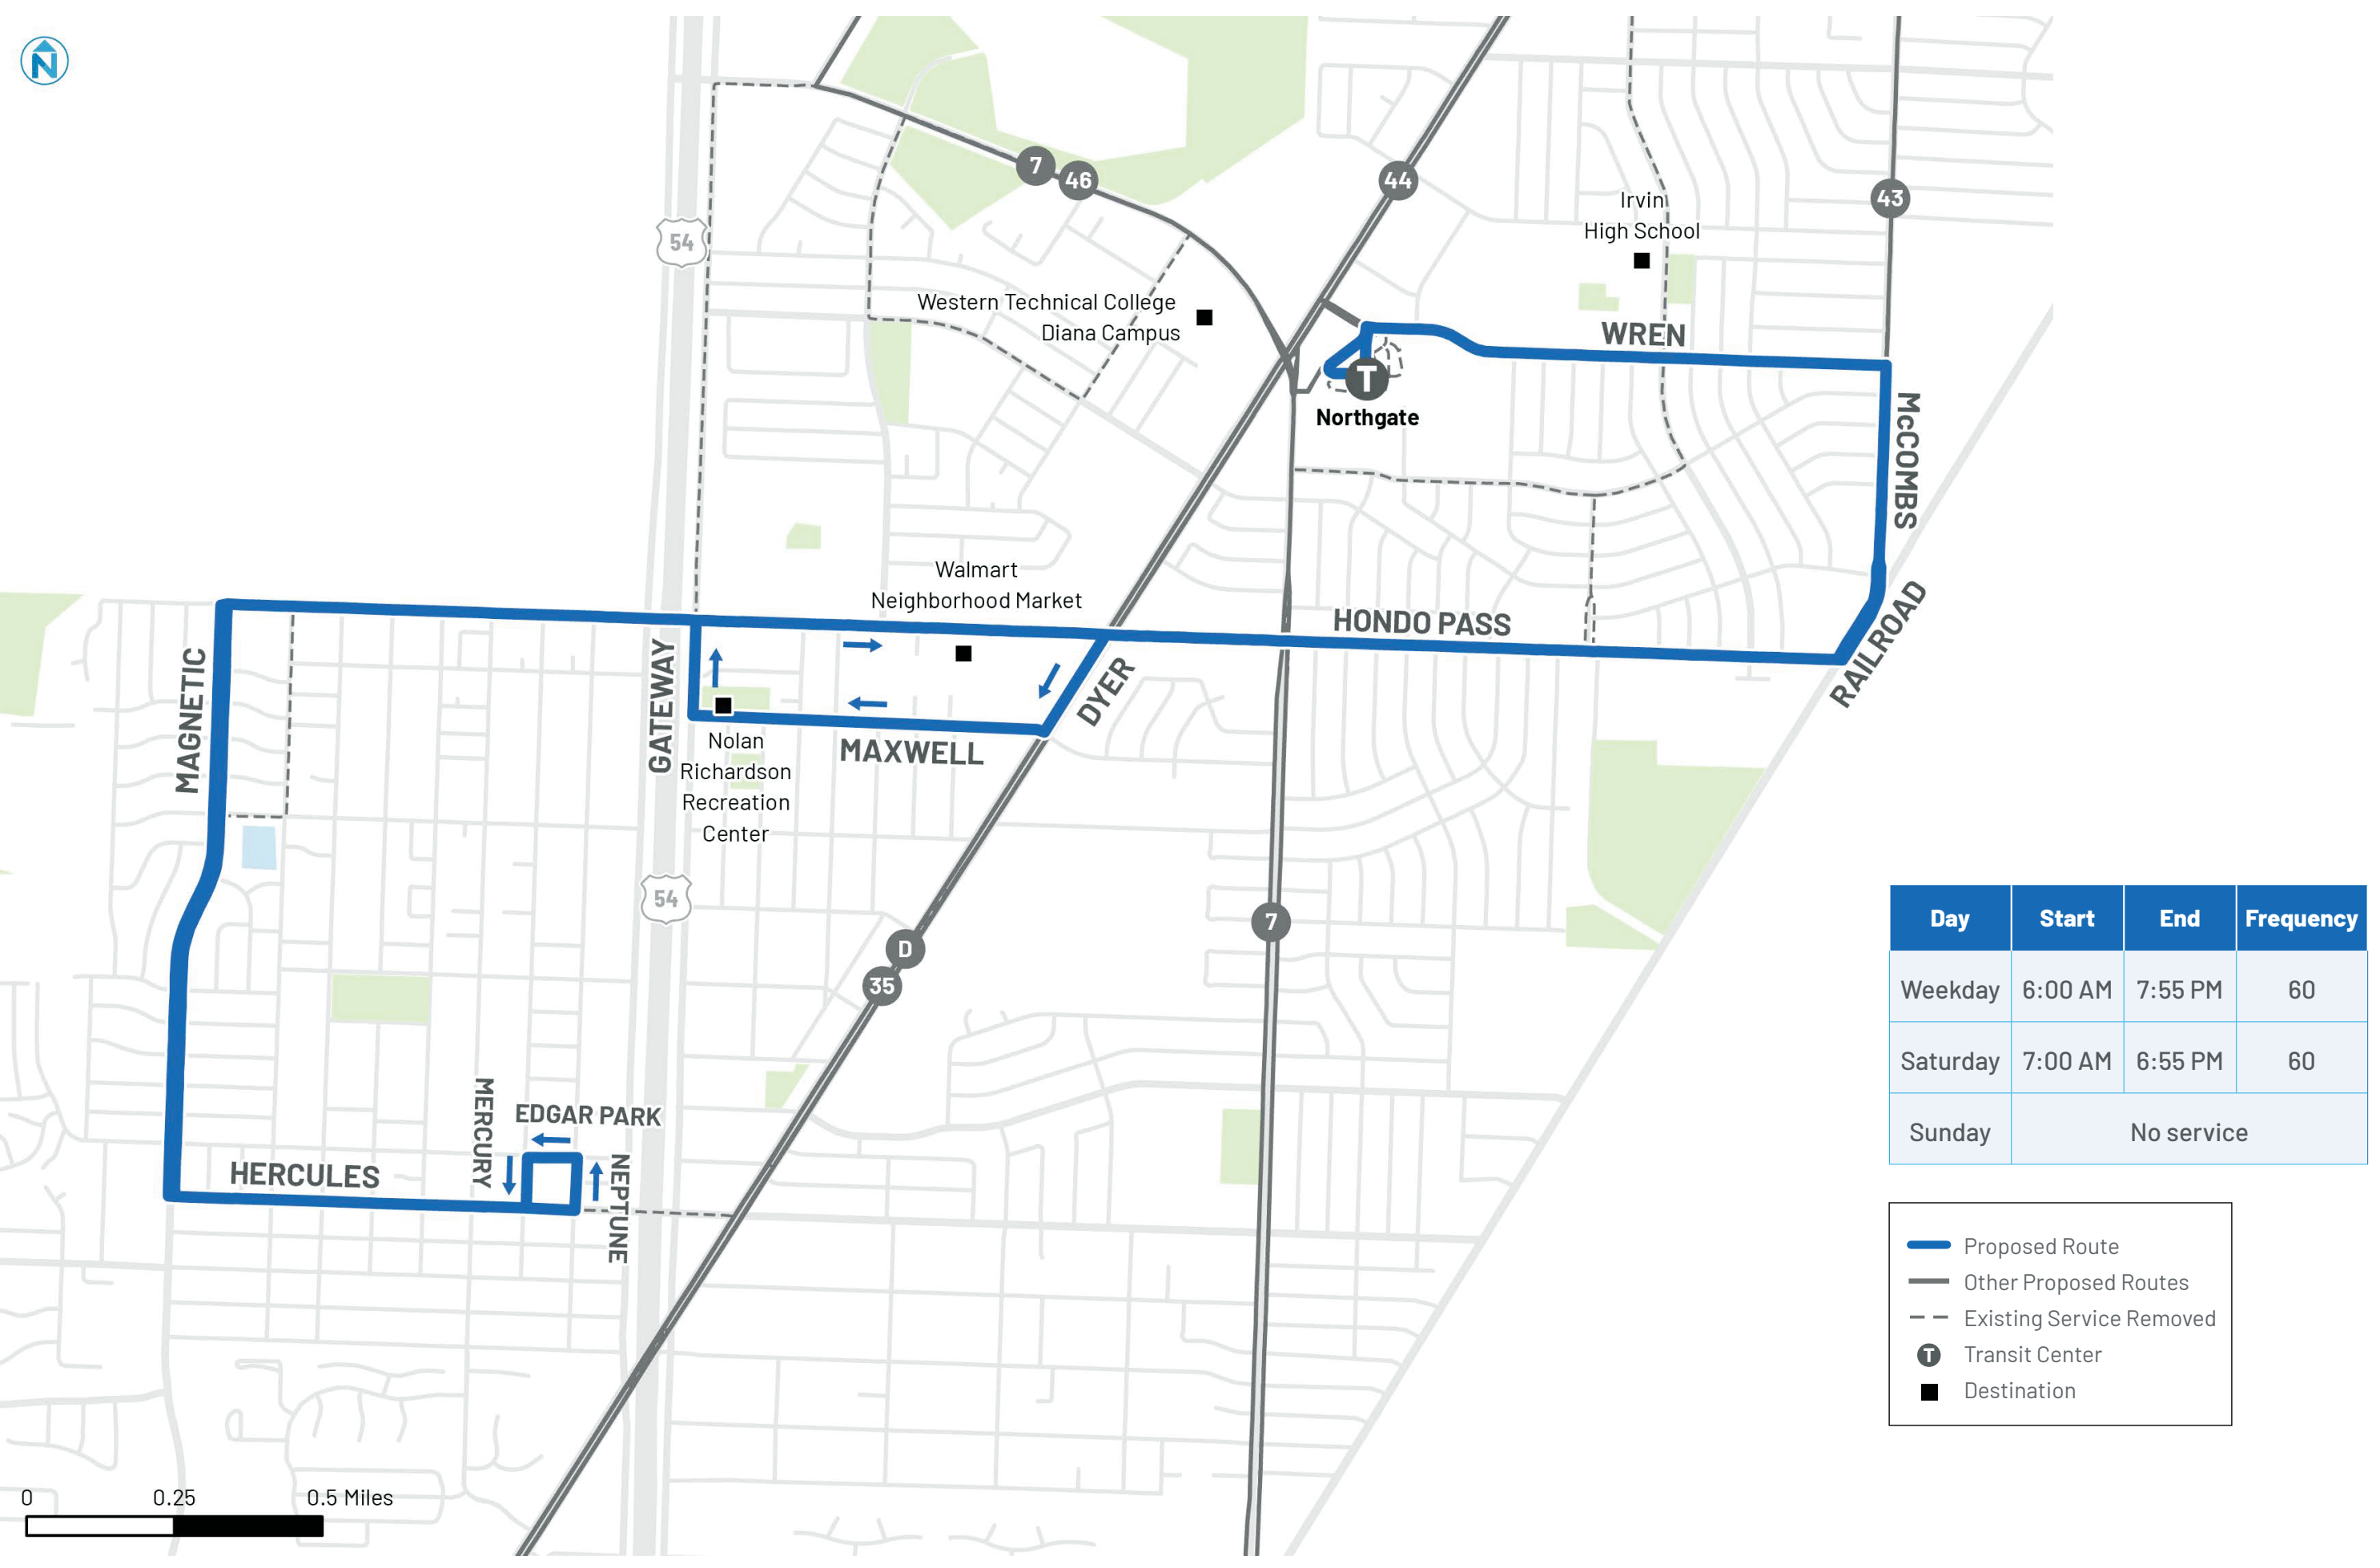 N
7
46
44
43
54
Irvin
High School
Western Technical College
Diana Campus
WREN
T
Northgate
McCOMBS
Walmart
Neighborhood Market
HONDO PASS
RAILROAD
MAGNETIC
GATEWAY
DYER
MAXWELL
Nolan
Richardson
Recreation
Center
54
D
35
7
MERCURY
EDGAR PARK
HERCULES
NEPTUNE
Day Start End Frequency
Weekday 6:00 AM 7:55 PM 60
Saturday 7:00 AM 6:55 PM 60
Sunday No service
Proposed Route
Other Proposed Routes
Existing Service Removed
T Transit Center
Destination
0 0.25 0.5 Miles